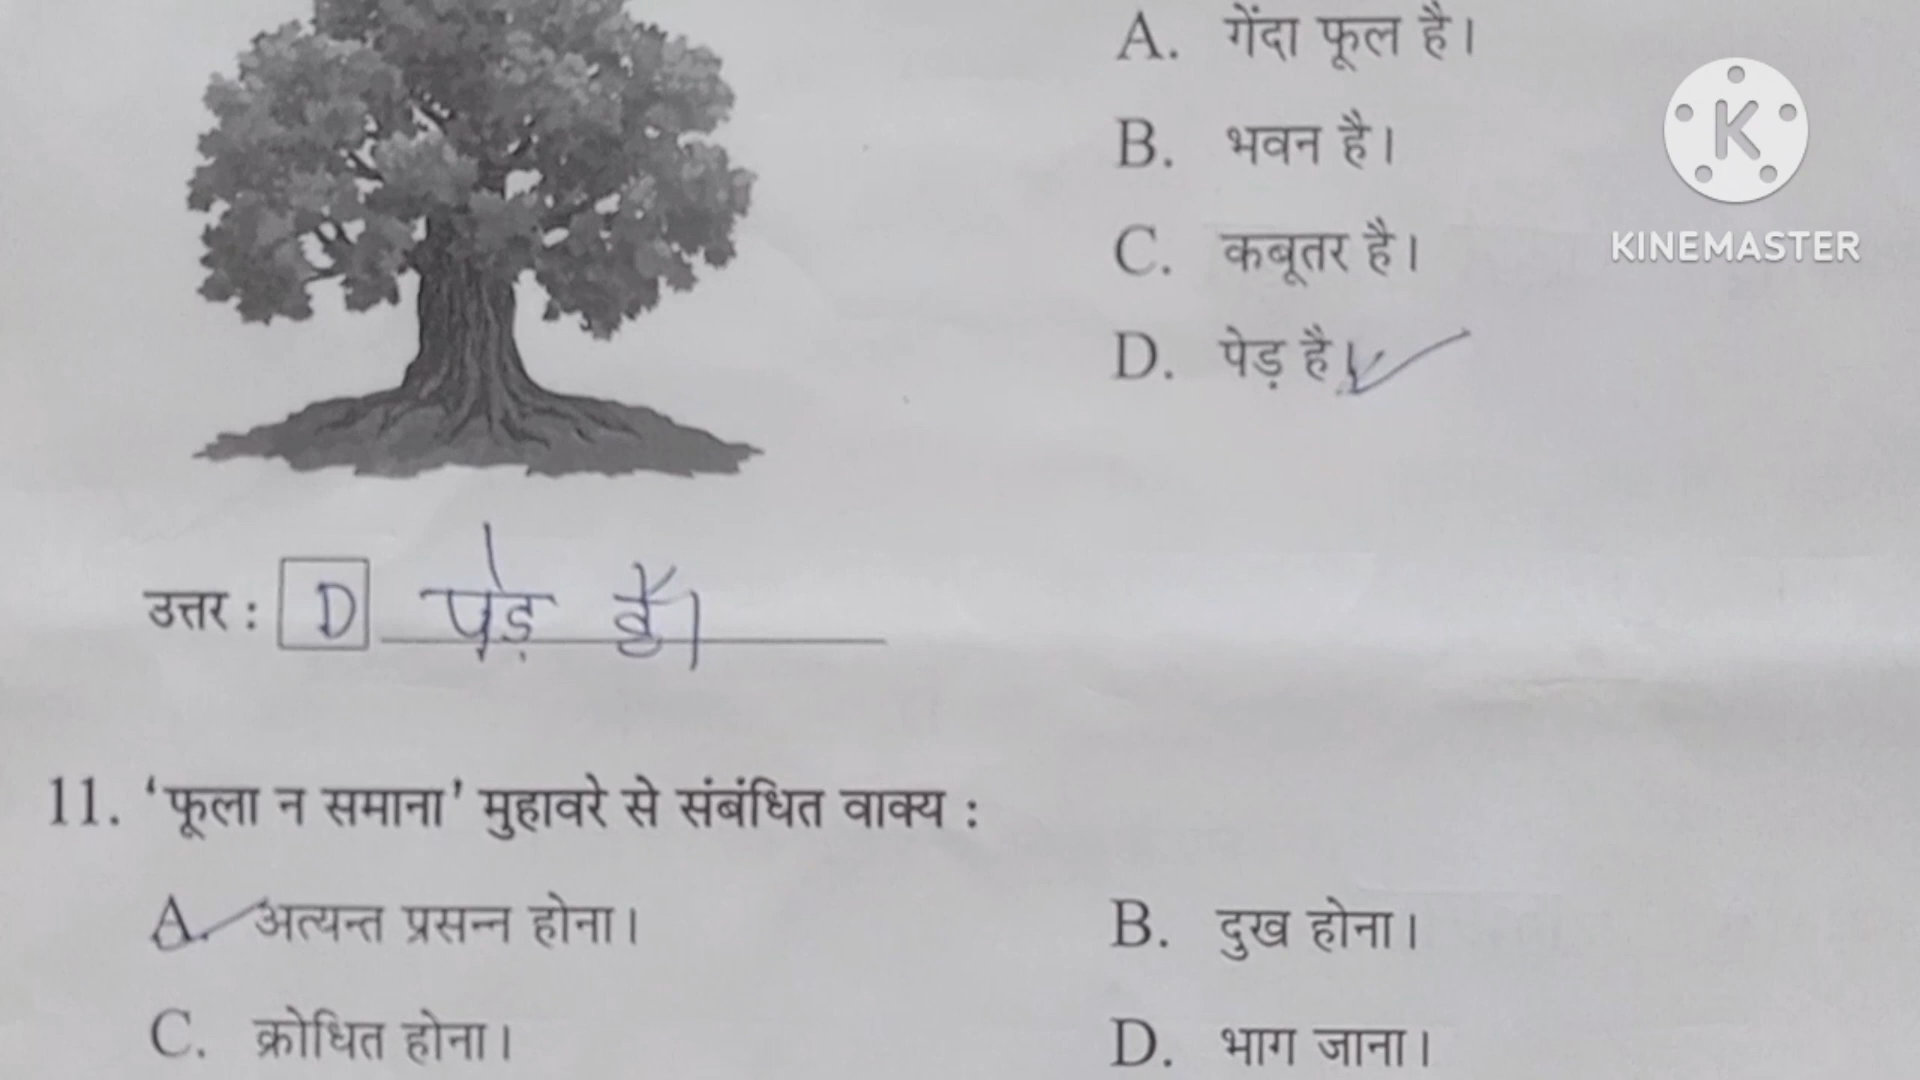 A. गेंदा फूल है।
B. भवन है।
C. कबूतर है।
D. पेड़ है।
K
KINEMASTER
उत्तर : D पेड़ है।
11. ‘फूला न समाना’ मुहावरे से संबंधित वाक्य :
A. अत्यन्त प्रसन्न होना। B. दुख होना।
C. क्रोधित होना। D. भाग जाना।